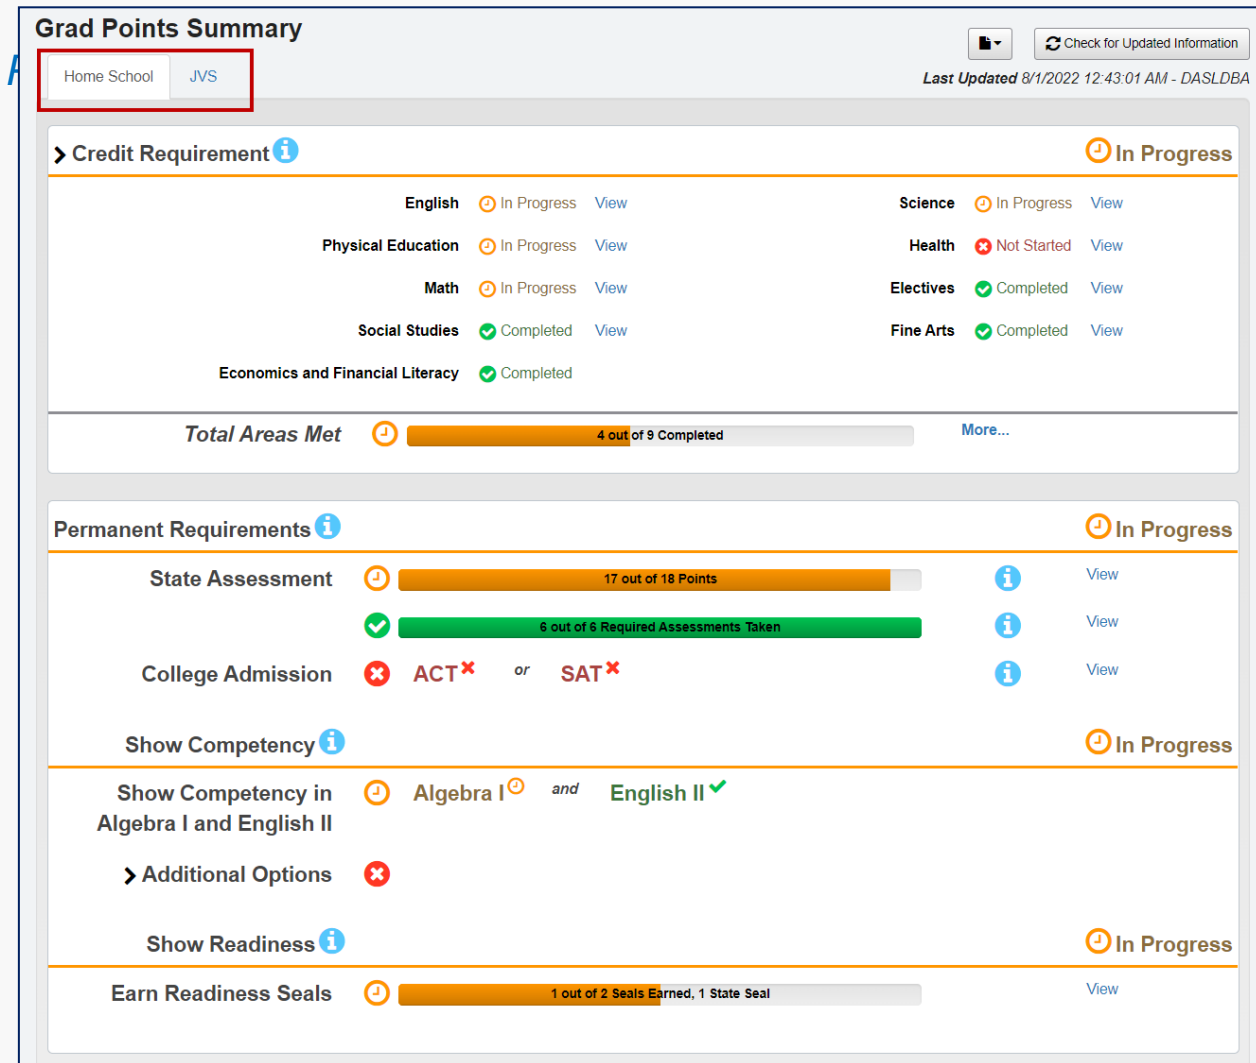 Grad Points Summary
Check for Updated Information
Home School JVS
Last Updated 8/1/2022 12:43:01 AM - DASLDBA
Credit Requirement In Progress
English In Progress View Science In Progress View
Physical Education In Progress View Health Not Started View
Math In Progress View Electives Completed View
Social Studies Completed View Fine Arts Completed View
Economics and Financial Literacy Completed
Total Areas Met 4 out of 9 Completed More...
Permanent Requirements In Progress
State Assessment 17 out of 18 Points View
6 out of 6 Required Assessments Taken View
College Admission ACT or SAT View
Show Competency In Progress
Show Competency in Algebra I and English II
Algebra I and English II
Additional Options
Show Readiness In Progress
Earn Readiness Seals 1 out of 2 Seals Earned, 1 State Seal View